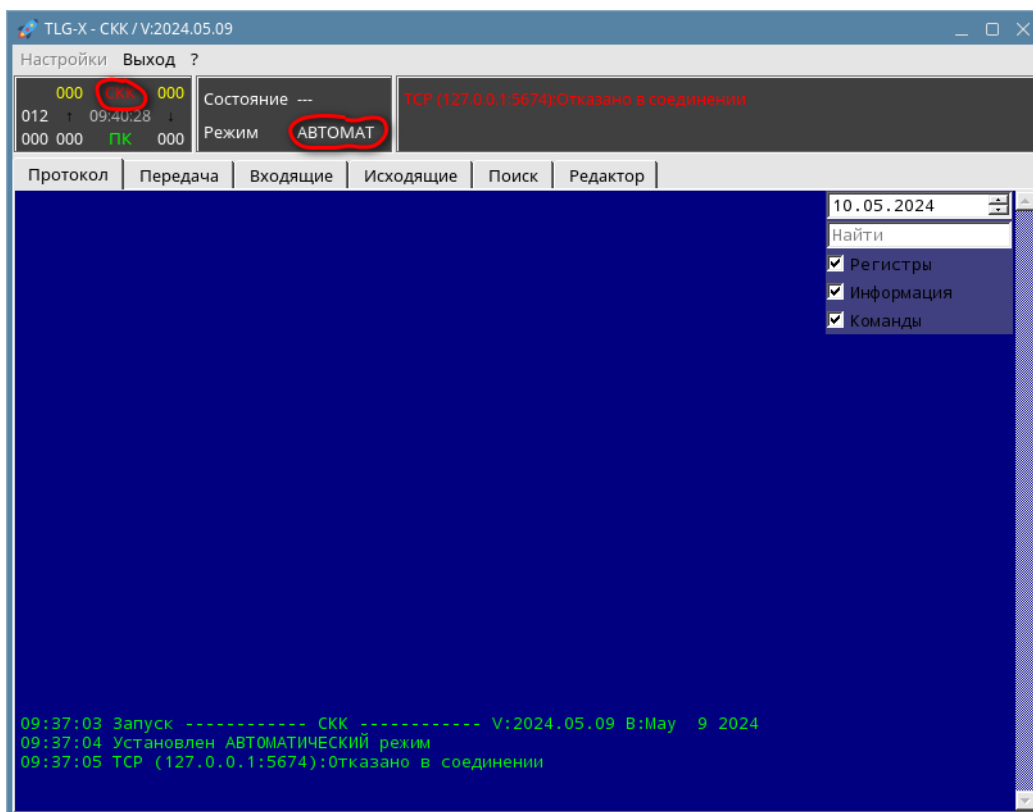 TLG-X - СКК / V:2024.05.09
Настройки Выход ?
000 СКК 000
012 ↑ 09:40:28 ↓
000 000 ПК 000
Состояние ---
Режим АВТОМАТ
TCP (127.0.0.1:5674):Отказано в соединении
Протокол Передача Входящие Исходящие Поиск Редактор
10.05.2024
Найти
Регистры
Информация
Команды
09:37:03 Запуск ------------ СКК ------------ V:2024.05.09 B:May  9 2024
09:37:04 Установлен АВТОМАТИЧЕСКИЙ режим
09:37:05 TCP (127.0.0.1:5674):Отказано в соединении